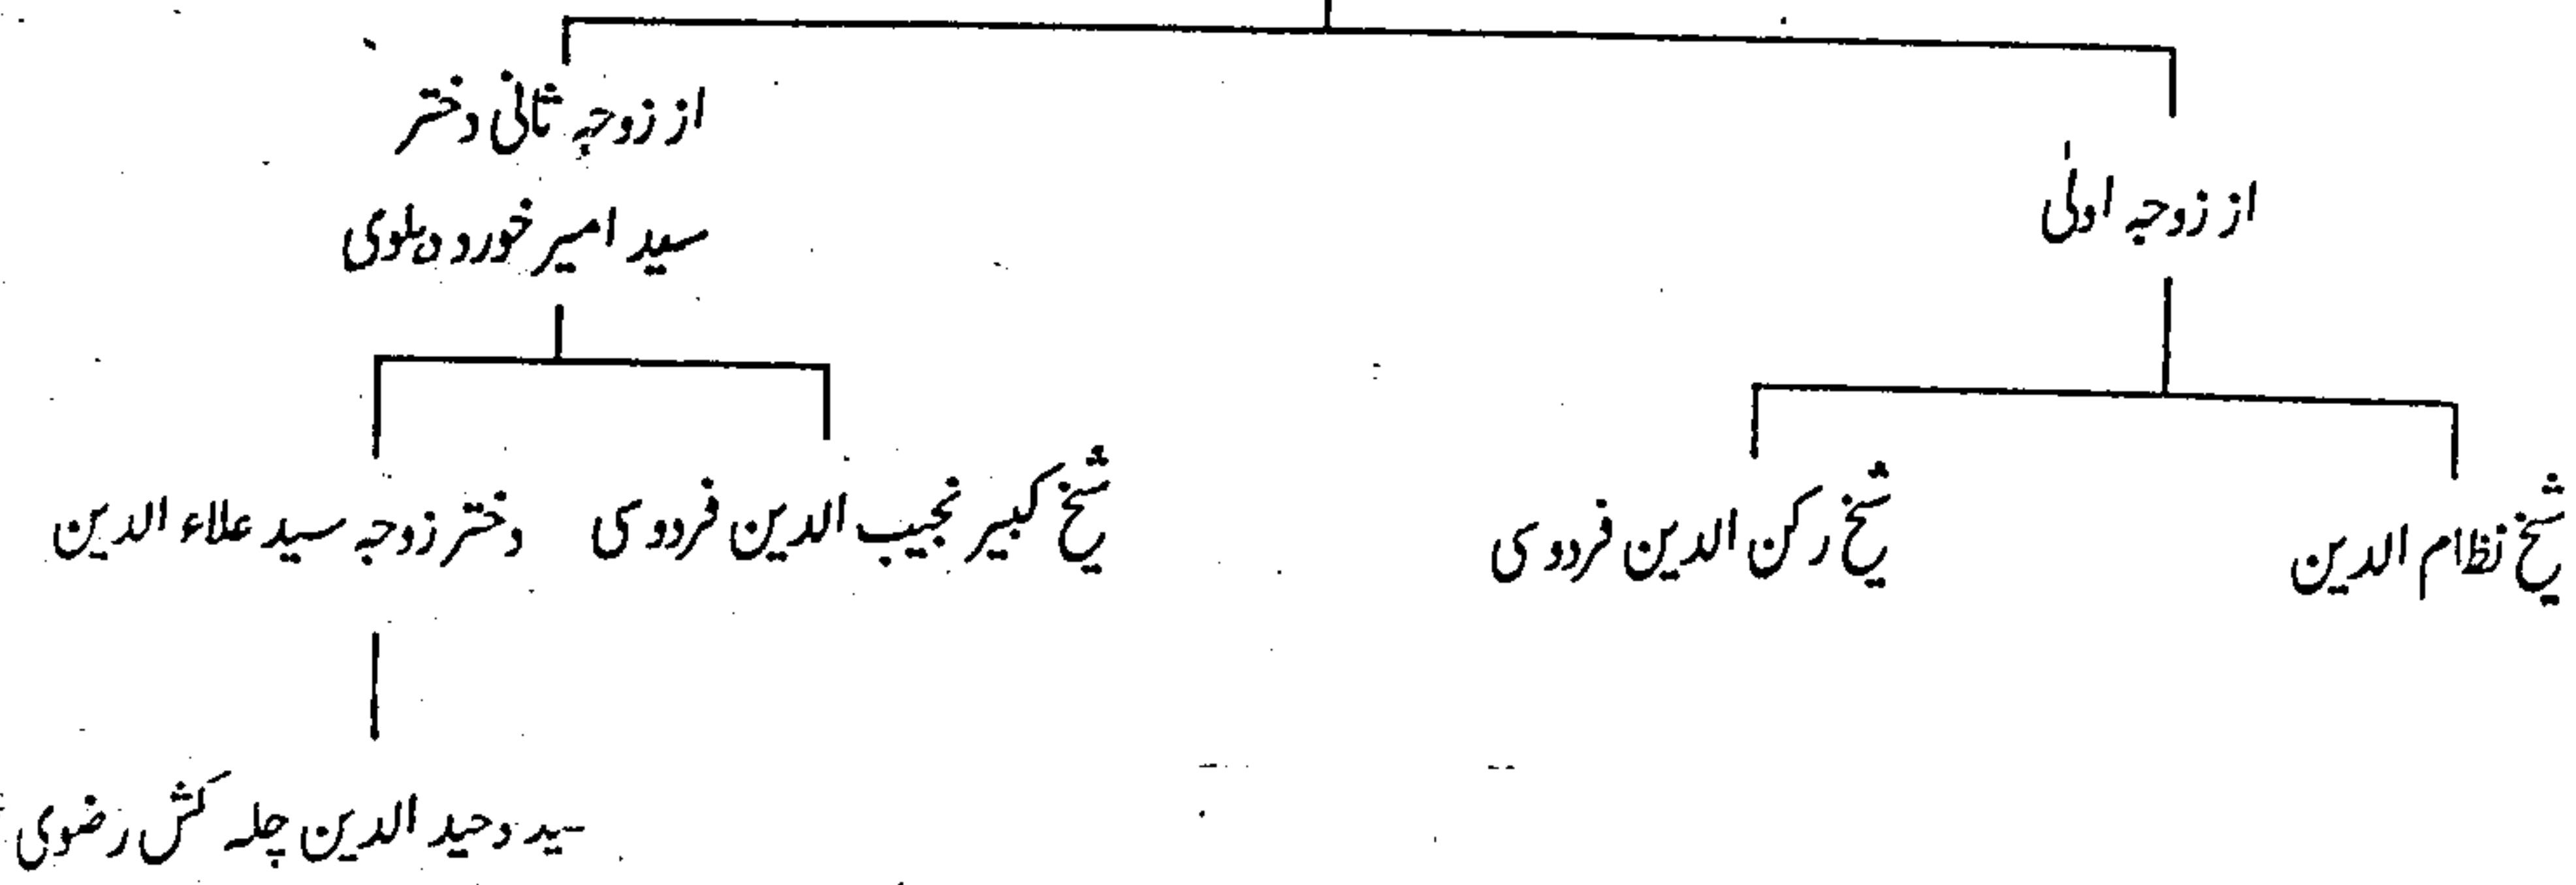 از زوجہ ثانی دختر
سید امیر خورد دہلوی
از زوجہ اولیٰ
شیخ نظام الدین
شیخ رکن الدین فردوسی
شیخ کبیر نجیب الدین فردوسی
دختر زوجہ سید علاء الدین
سید وحید الدین چلہ کش رضوی